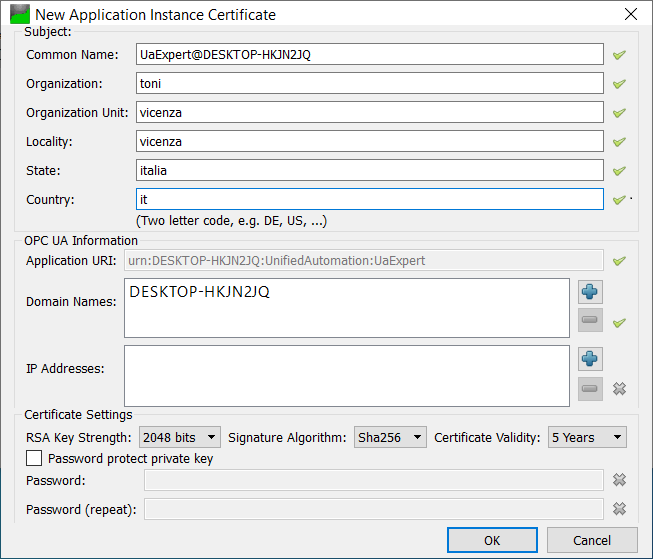 New Application Instance Certificate
Subject:
Common Name: UaExpert@DESKTOP-HKJN2JQ
Organization: toni
Organization Unit: vicenza
Locality: vicenza
State: italia
Country: it
(Two letter code, e.g. DE, US, ...)
OPC UA Information
Application URI: urn:DESKTOP-HKJN2JQ:UnifiedAutomation:UaExpert
Domain Names: DESKTOP-HKJN2JQ
IP Addresses:
Certificate Settings
RSA Key Strength: 2048 bits Signature Algorithm: Sha256 Certificate Validity: 5 Years
Password protect private key
Password:
Password (repeat):
OK Cancel